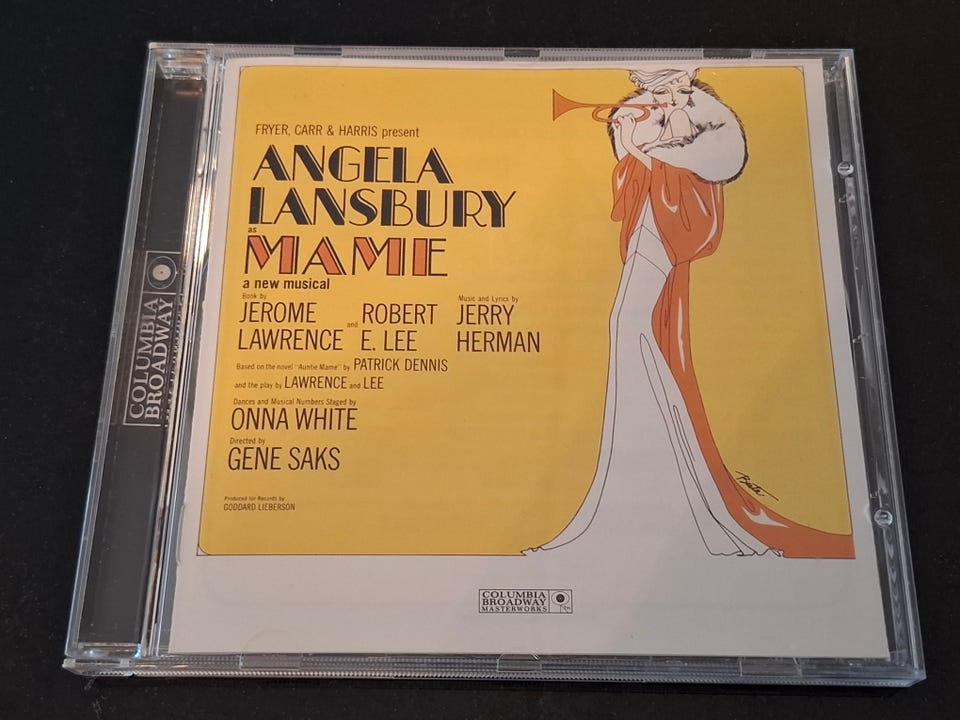 FRYER, CARR & HARRIS present
ANGELA
LANSBURY
as
MAME
a new musical
Book by
JEROME
LAWRENCE
and
ROBERT
E. LEE
Music and Lyrics by
JERRY
HERMAN
Based on the novel "Auntie Mame" by PATRICK DENNIS
and the play by LAWRENCE and LEE
Dances and Musical Numbers Staged by
ONNA WHITE
Directed by
GENE SAKS
Produced for Records by
GODDARD LIEBERSON
COLUMBIA
BROADWAY
MASTERWORKS
COLUMBIA
BROADWAY